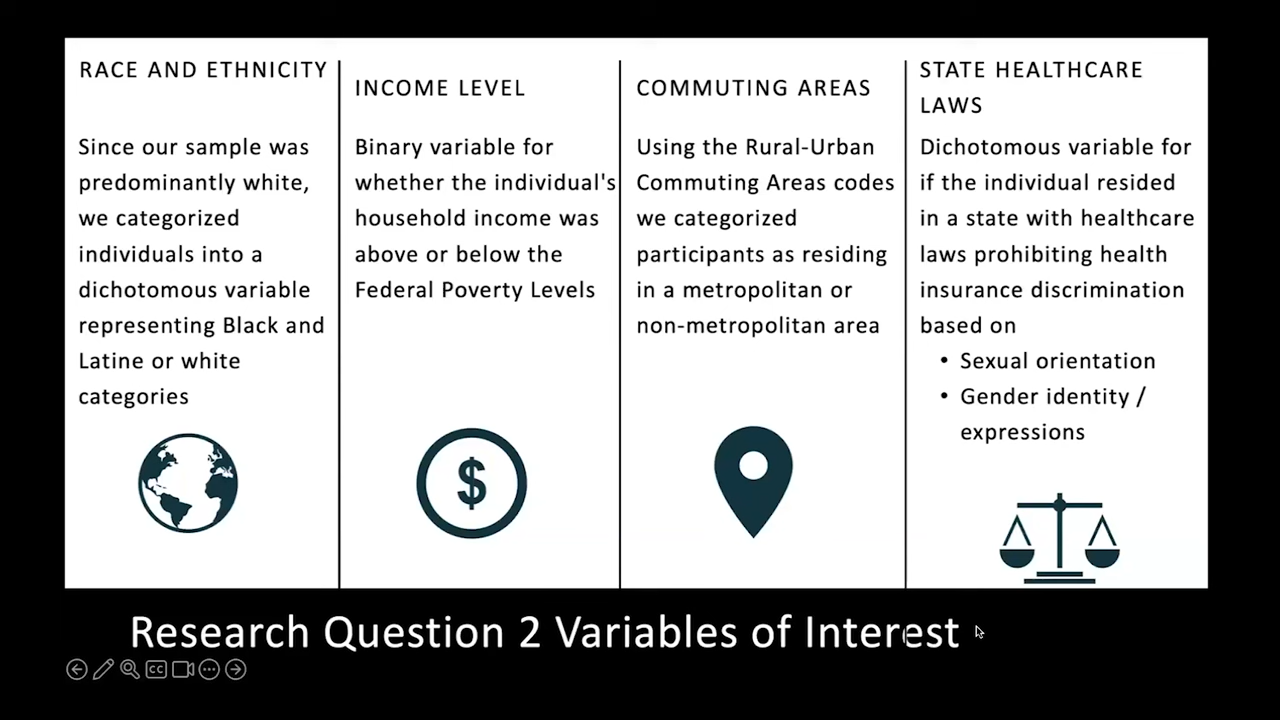 RACE AND ETHNICITY
Since our sample was
predominantly white,
we categorized
individuals into a
dichotomous variable
representing Black and
Latine or white
categories
INCOME LEVEL
Binary variable for
whether the individual's
household income was
above or below the
Federal Poverty Levels
$
COMMUTING AREAS
Using the Rural-Urban
Commuting Areas codes
we categorized
participants as residing
in a metropolitan or
non-metropolitan area
STATE HEALTHCARE
LAWS
Dichotomous variable for
if the individual resided
in a state with healthcare
laws prohibiting health
insurance discrimination
based on
• Sexual orientation
• Gender identity /
expressions
Research Question 2 Variables of Interest
CC